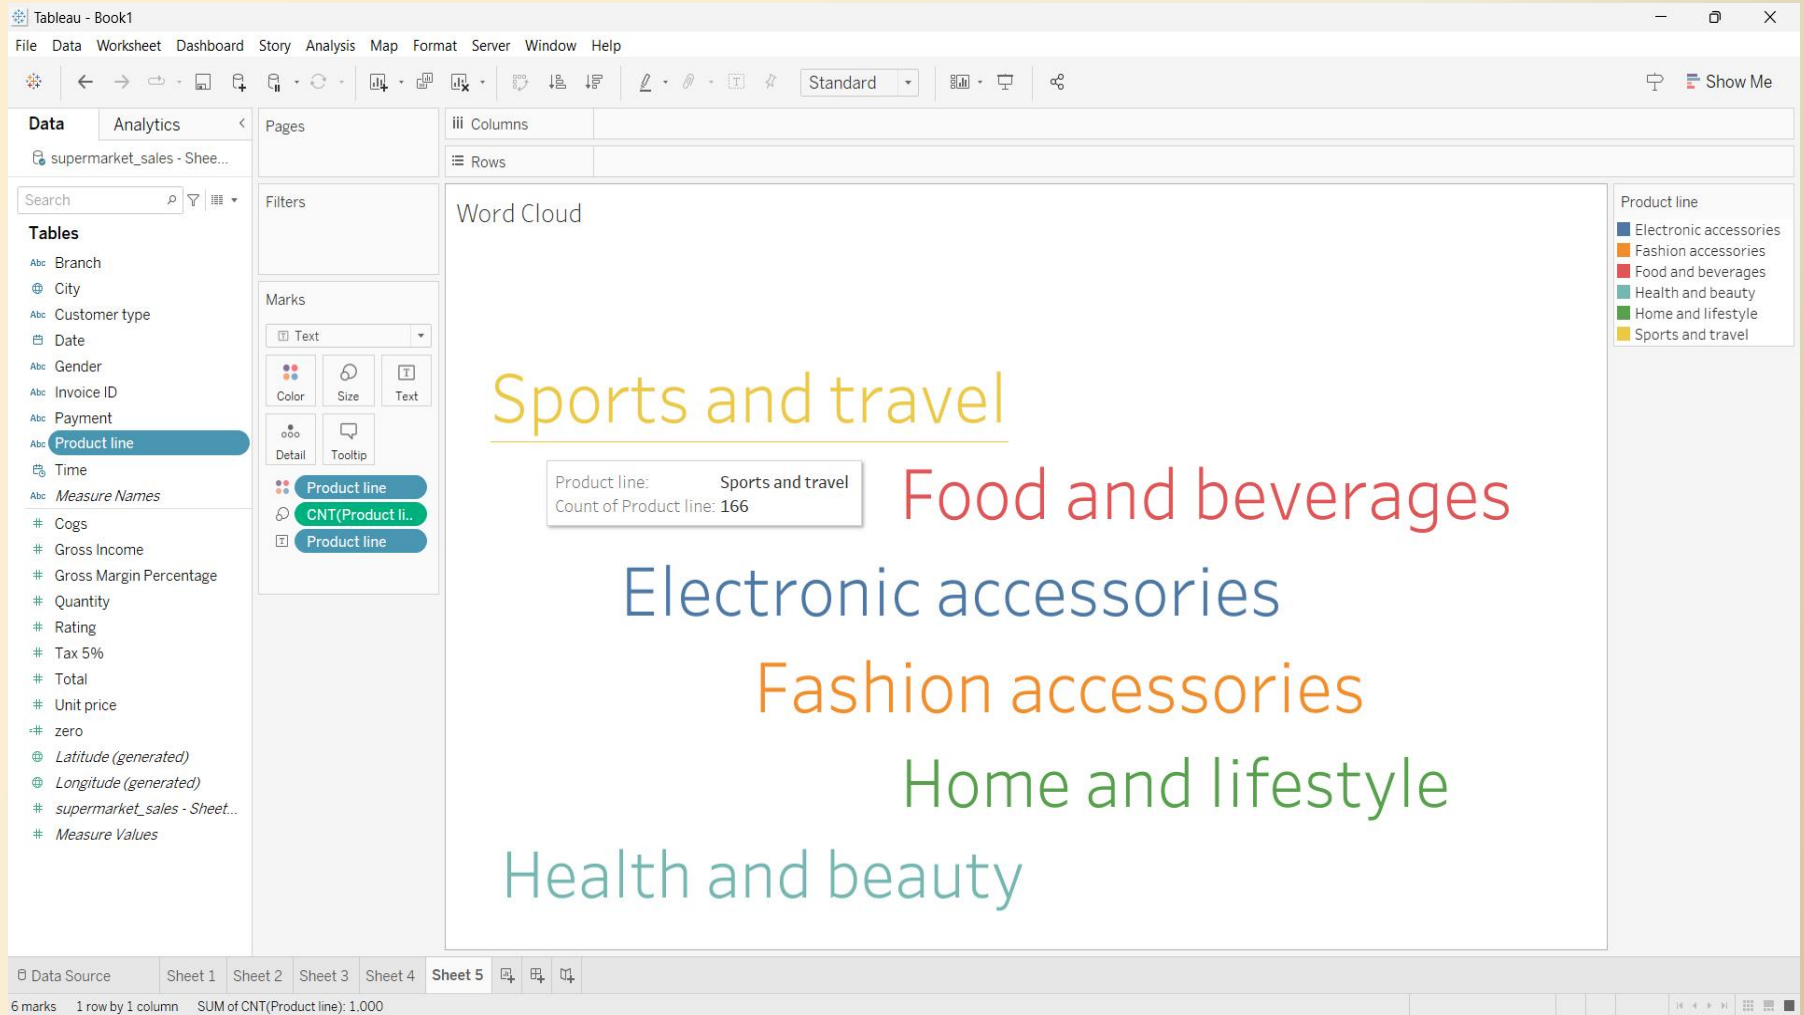 Tableau - Book1
File Data Worksheet Dashboard Story Analysis Map Format Server Window Help
Standard
Show Me
Data
Analytics
supermarket_sales - Shee...
Search
Tables
Abc Branch
City
Abc Customer type
Date
Abc Gender
Abc Invoice ID
Abc Payment
Abc Product line
Time
Abc Measure Names
# Cogs
# Gross Income
# Gross Margin Percentage
# Quantity
# Rating
# Tax 5%
# Total
# Unit price
=# zero
Latitude (generated)
Longitude (generated)
# supermarket_sales - Sheet...
# Measure Values
Pages
Filters
Marks
Text
Color Size Text
Detail Tooltip
Product line
CNT(Product li..
Product line
Columns
Rows
Word Cloud
Sports and travel
Product line: Sports and travel
Count of Product line: 166
Food and beverages
Electronic accessories
Fashion accessories
Home and lifestyle
Health and beauty
Product line
Electronic accessories
Fashion accessories
Food and beverages
Health and beauty
Home and lifestyle
Sports and travel
Data Source Sheet 1 Sheet 2 Sheet 3 Sheet 4 Sheet 5
6 marks 1 row by 1 column SUM of CNT(Product line): 1.000